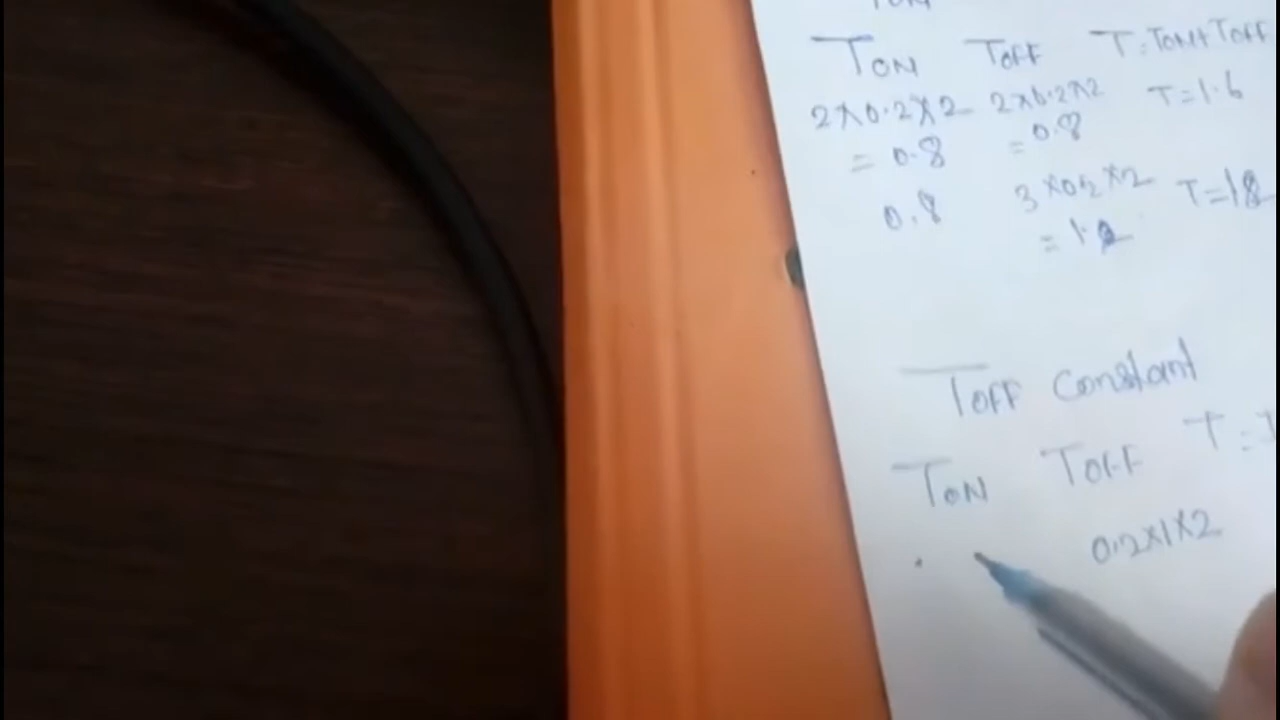 TON
TON TOFF T=TON+TOFF
2×0.2×2 2×0.2×2 T=1.6
= 0.8 = 0.8
0.8 3×0.2×2
= 1.2
TOFF Constant
TON TOFF T=
0.2×1×2